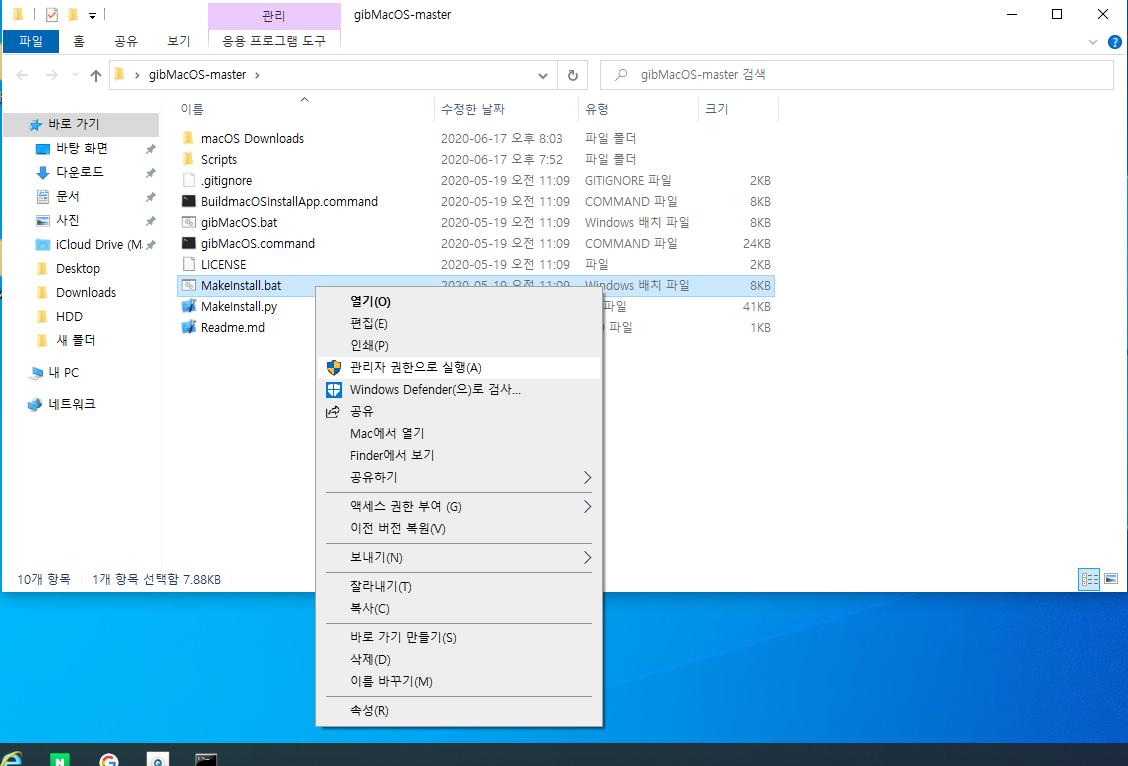 관리
gibMacOS-master
파일
홈
공유
보기
응용 프로그램 도구
gibMacOS-master
gibMacOS-master 검색
바로 가기
바탕 화면
다운로드
문서
사진
iCloud Drive (M
Desktop
Downloads
HDD
새 폴더
내 PC
네트워크
이름 수정한 날짜 유형 크기
macOS Downloads 2020-06-17 오후 8:03 파일 폴더
Scripts 2020-06-17 오후 7:52 파일 폴더
.gitignore 2020-05-19 오전 11:09 GITIGNORE 파일 2KB
BuildmacOSInstallApp.command 2020-05-19 오전 11:09 COMMAND 파일 8KB
gibMacOS.bat 2020-05-19 오전 11:09 Windows 배치 파일 8KB
gibMacOS.command 2020-05-19 오전 11:09 COMMAND 파일 24KB
LICENSE 2020-05-19 오전 11:09 파일 2KB
MakeInstall.bat 2020-05-19 오전 11:09 Windows 배치 파일 8KB
MakeInstall.py 파일 41KB
Readme.md 파일 1KB
열기(O)
편집(E)
인쇄(P)
관리자 권한으로 실행(A)
Windows Defender(으)로 검사...
공유
Mac에서 열기
Finder에서 보기
공유하기
액세스 권한 부여 (G)
이전 버전 복원(V)
보내기(N)
잘라내기(T)
복사(C)
바로 가기 만들기(S)
삭제(D)
이름 바꾸기(M)
속성(R)
10개 항목 1개 항목 선택함 7.88KB